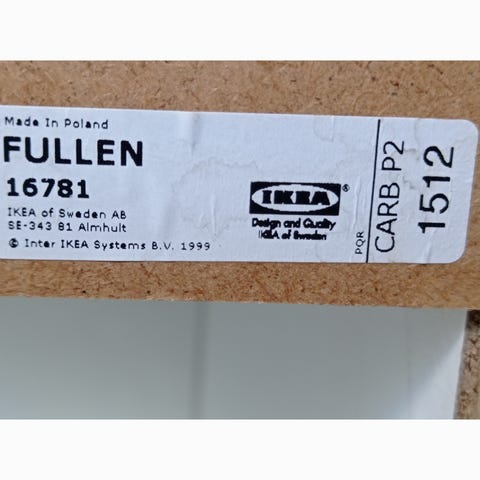 Made In Poland
FULLEN
16781
IKEA of Sweden AB
SE-343 81 Älmhult
© Inter IKEA Systems B.V. 1999
IKEA®
Design and Quality
IKEA of Sweden
PQR
CARB P2
1512